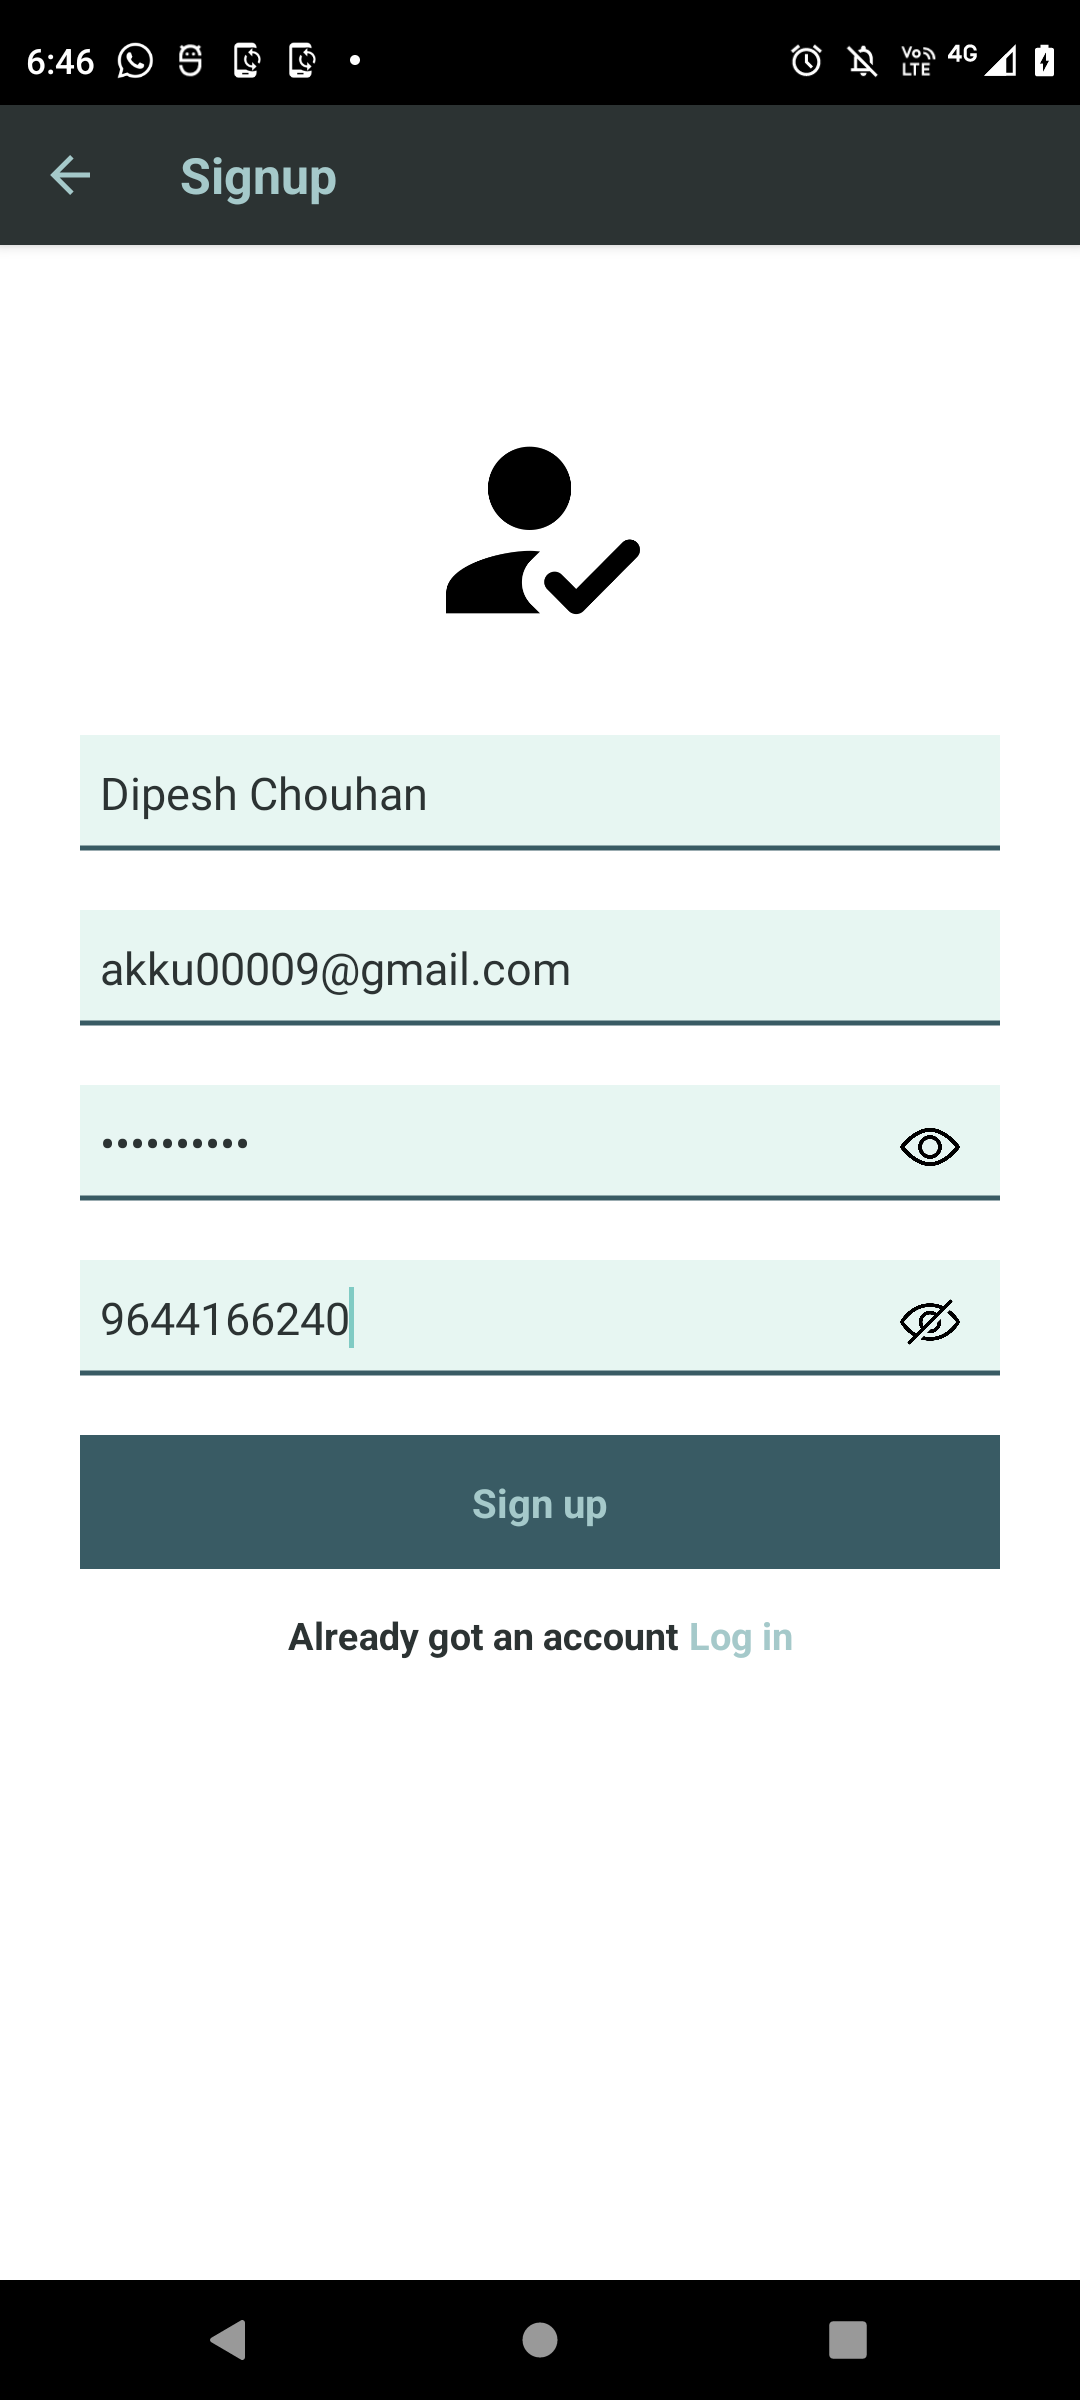 6:46
Vo LTE 4G
Signup
Dipesh Chouhan
akku00009@gmail.com
••••••••••
9644166240
Sign up
Already got an account Log in